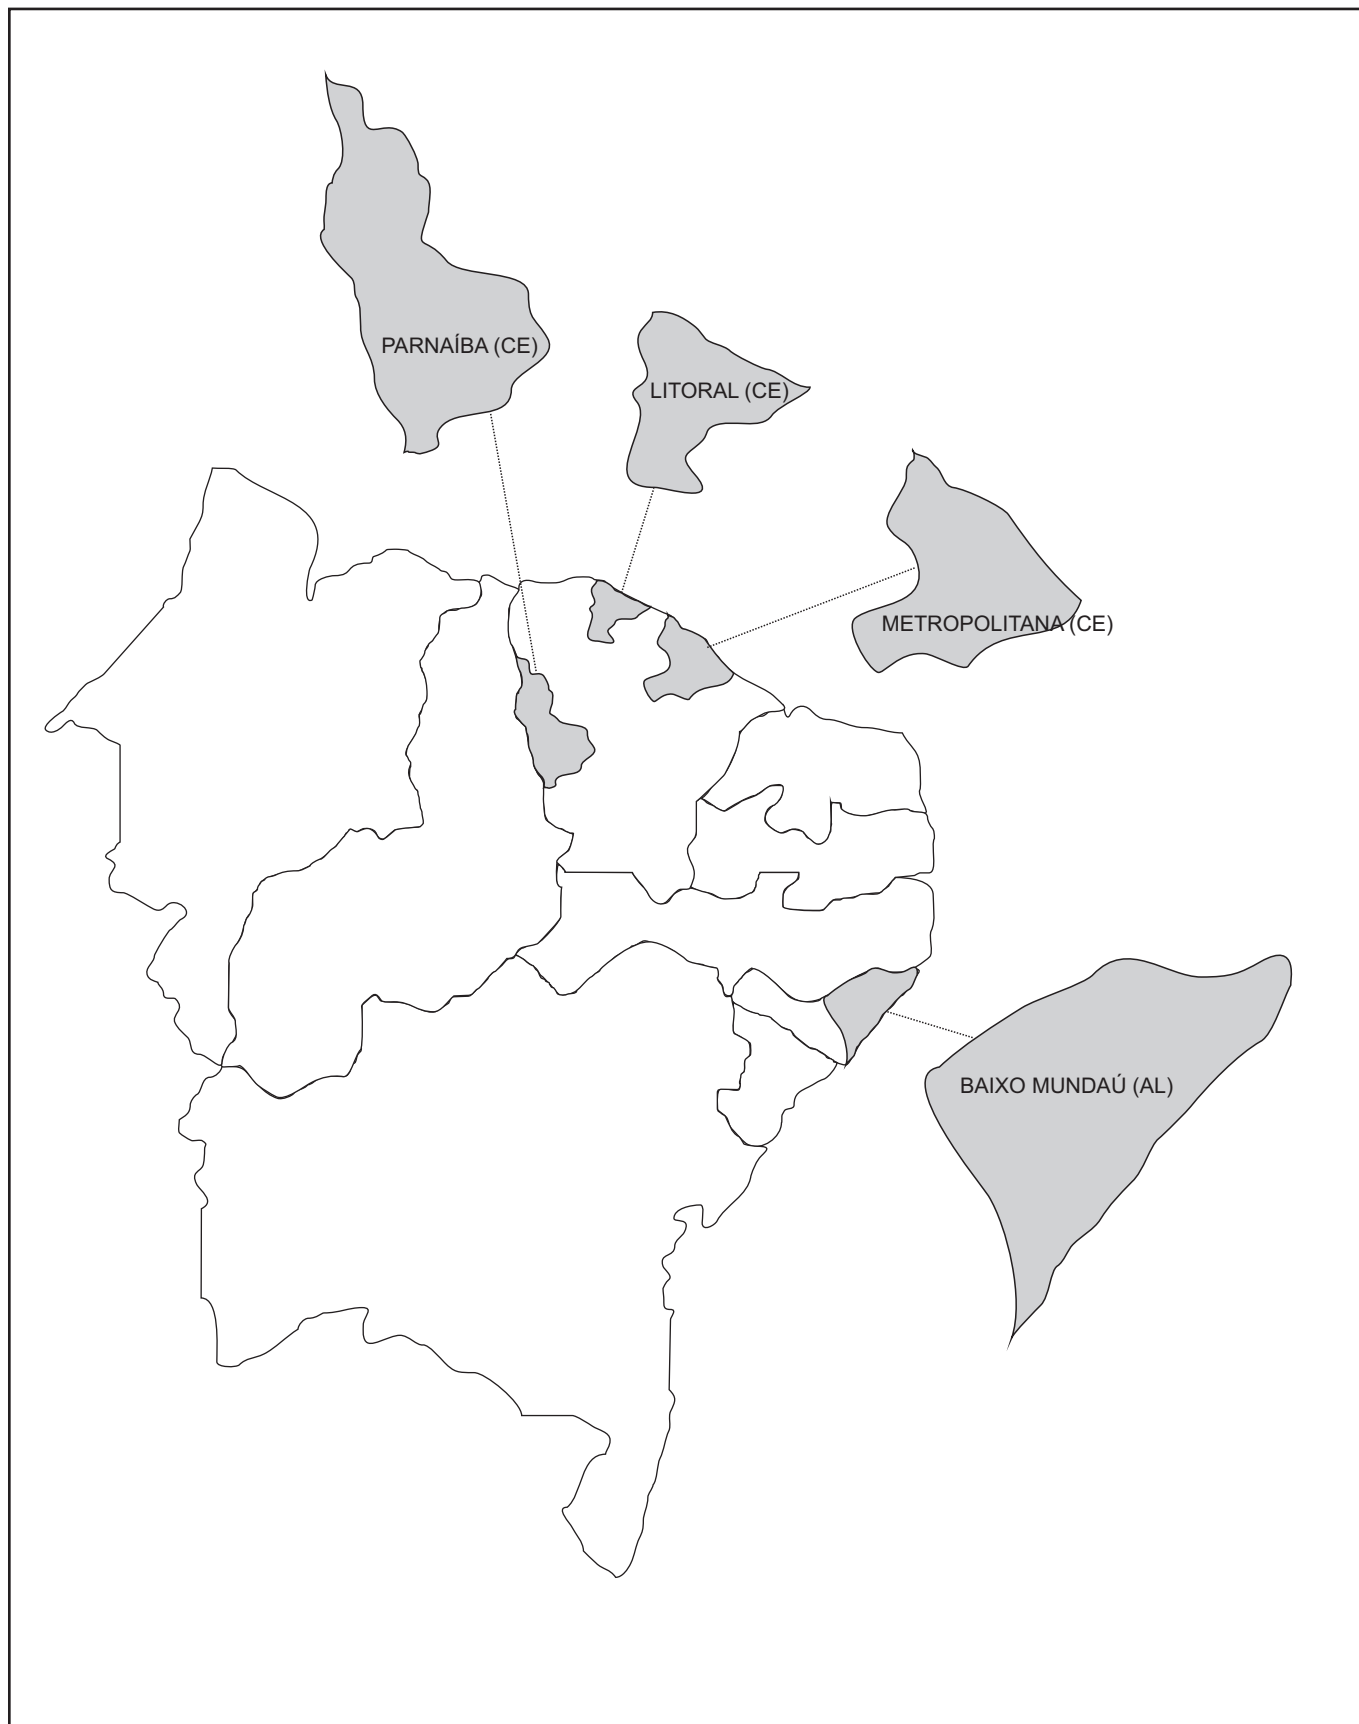 PARNAÍBA (CE)
LITORAL (CE)
METROPOLITANA (CE)
BAIXO MUNDAÚ (AL)